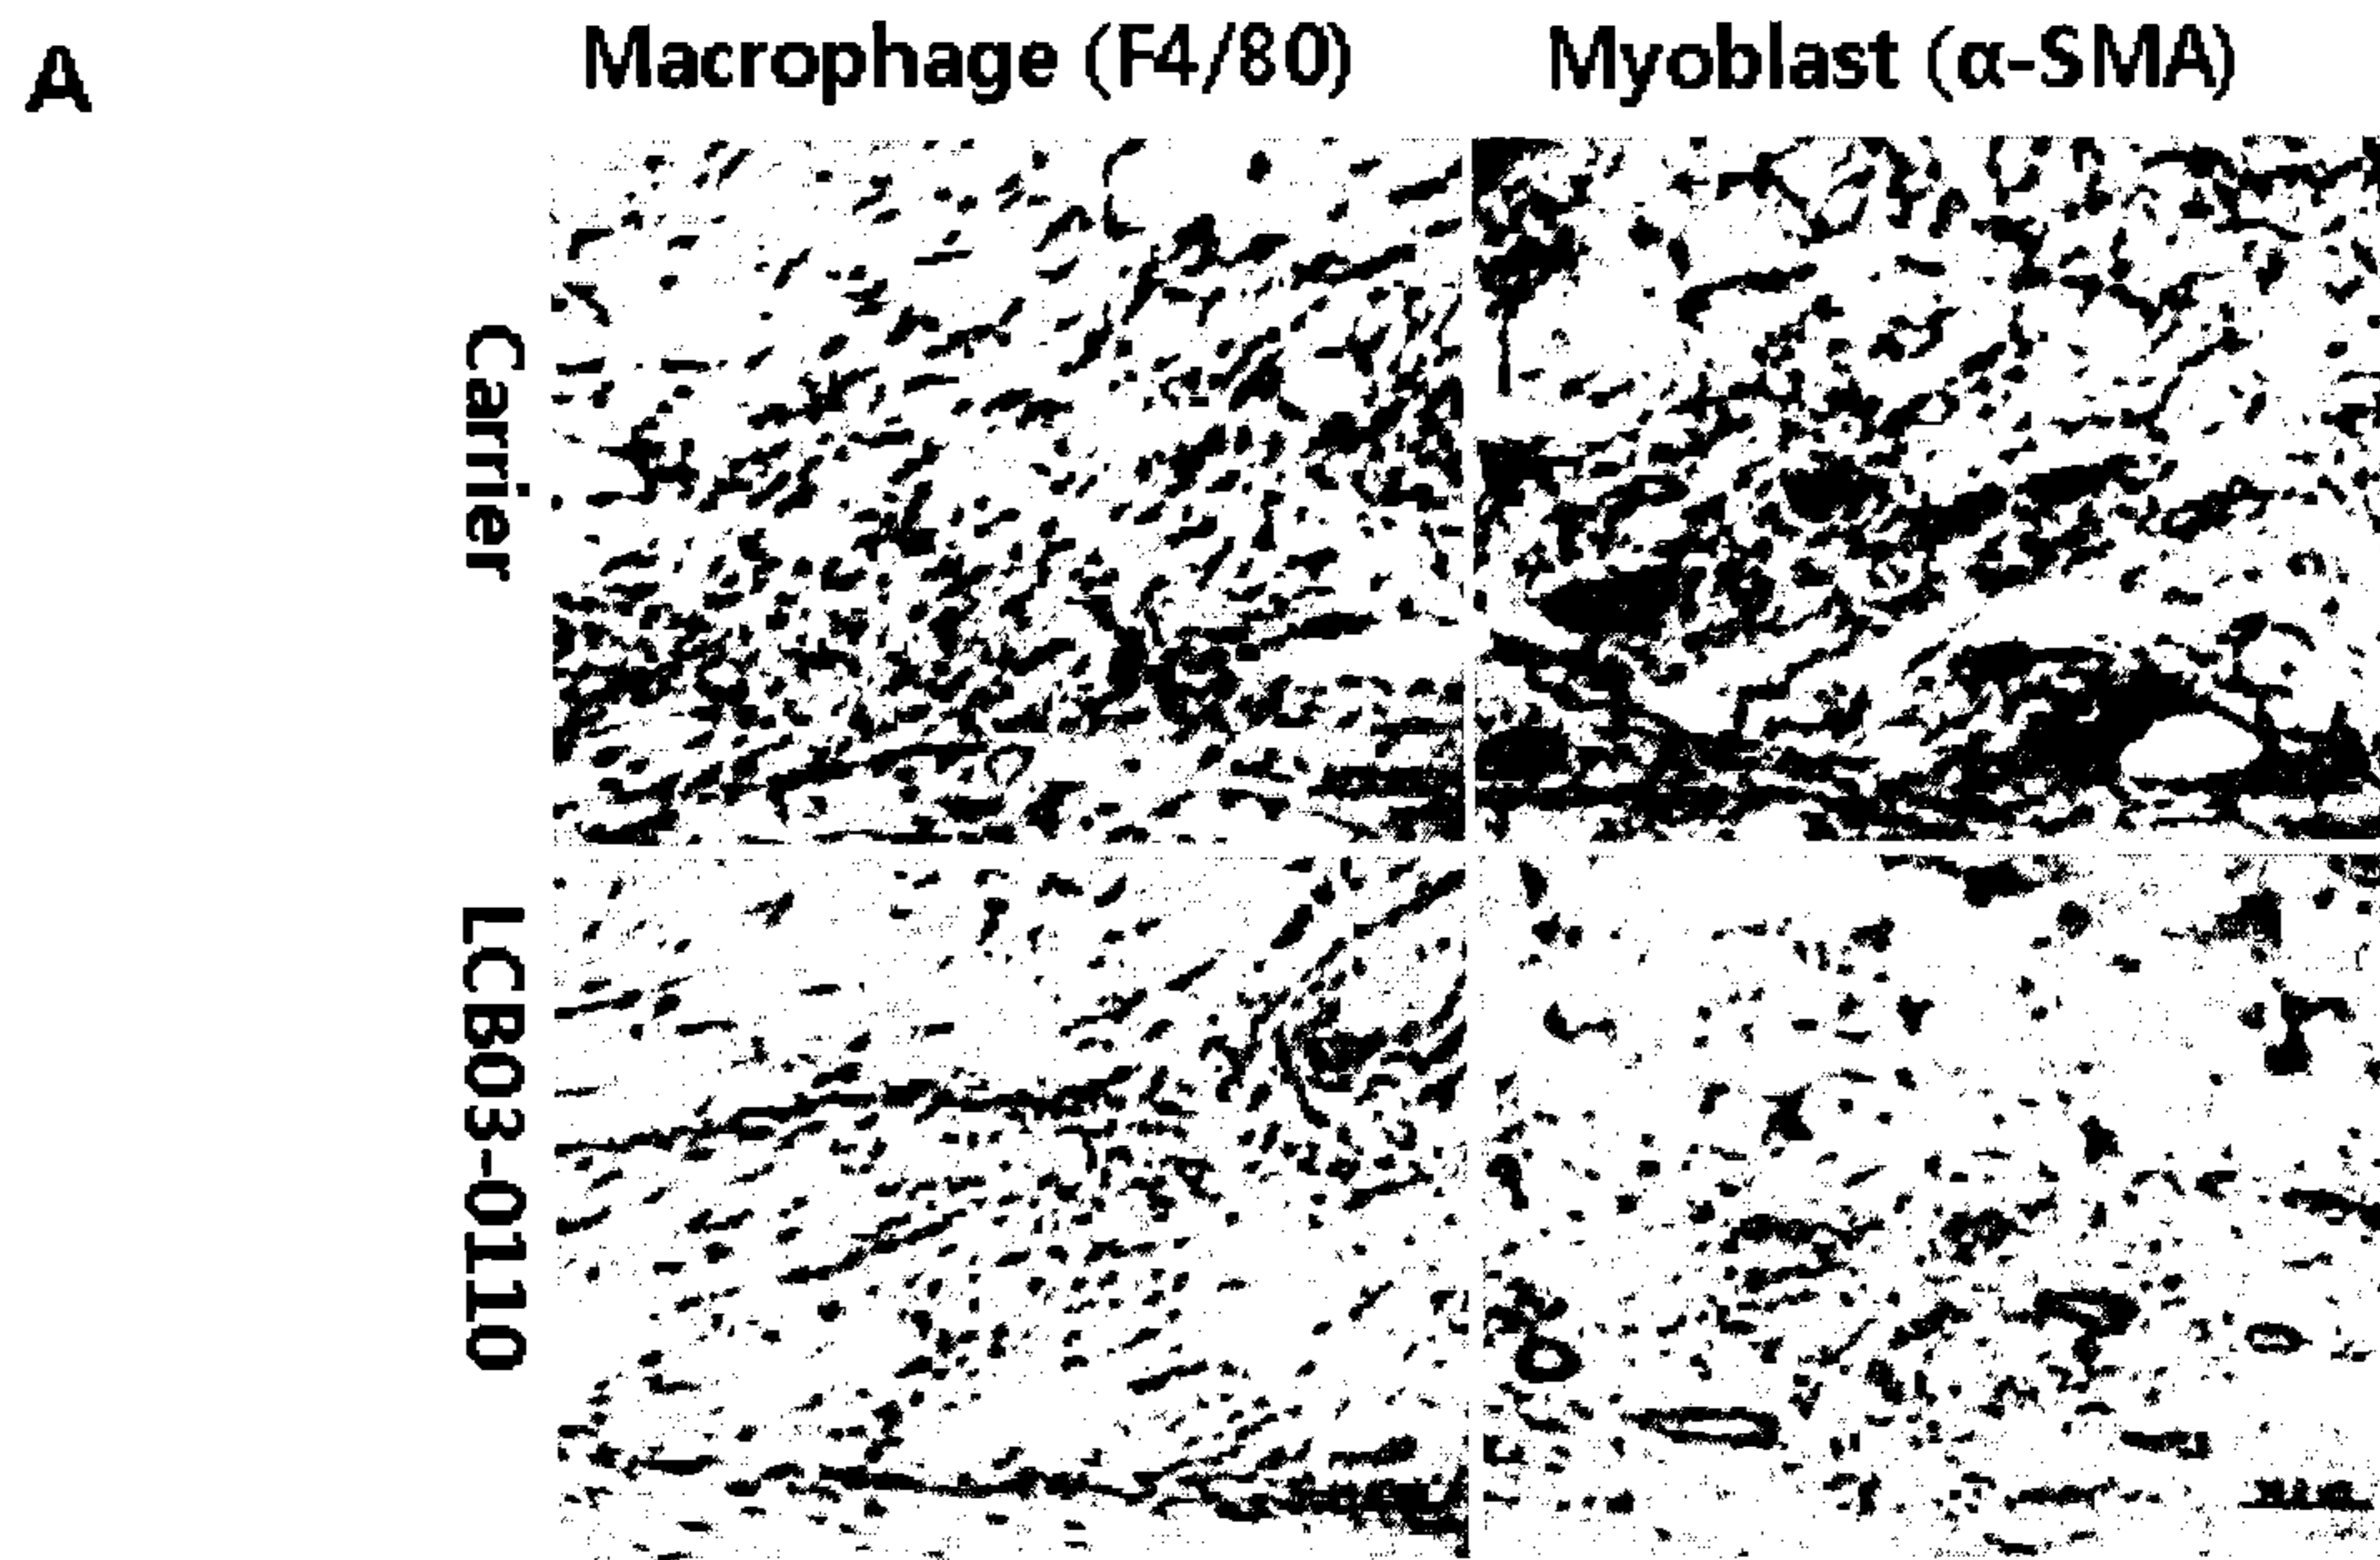 A
Macrophage (F4/80)
Myoblast (α-SMA)
Carrier
LCB03-0110